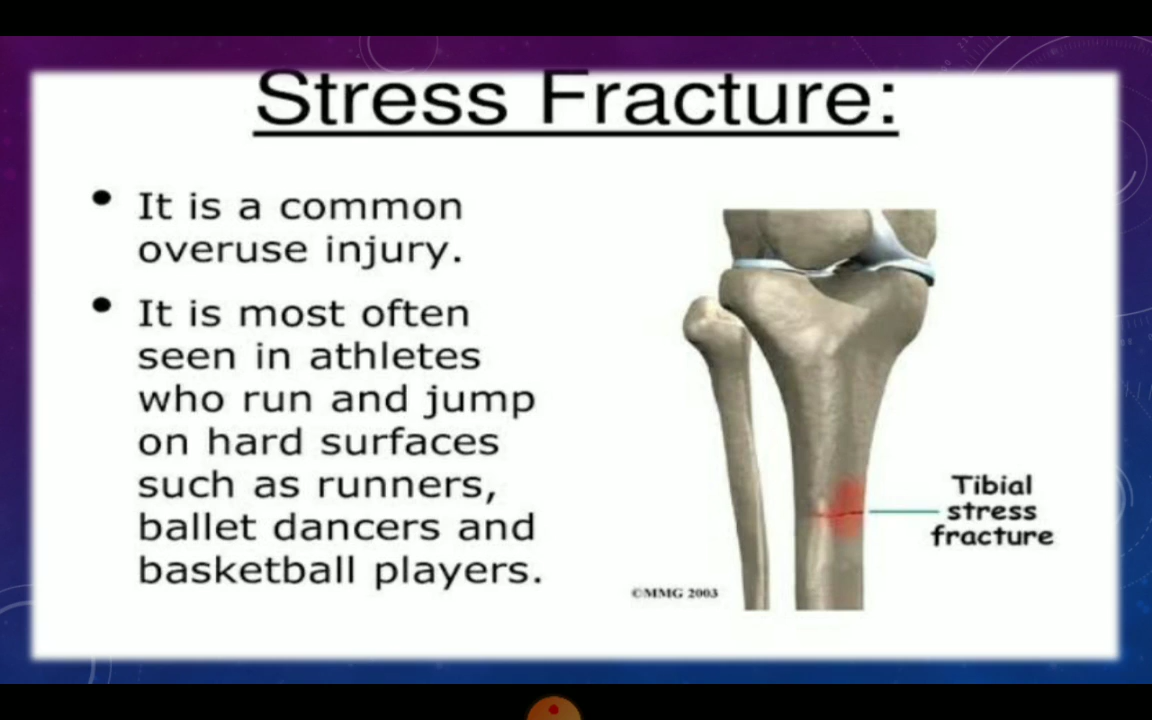 Stress Fracture:
• It is a common
overuse injury.
• It is most often
seen in athletes
who run and jump
on hard surfaces
such as runners,
ballet dancers and
basketball players.
Tibial
stress
fracture
©MMG 2003